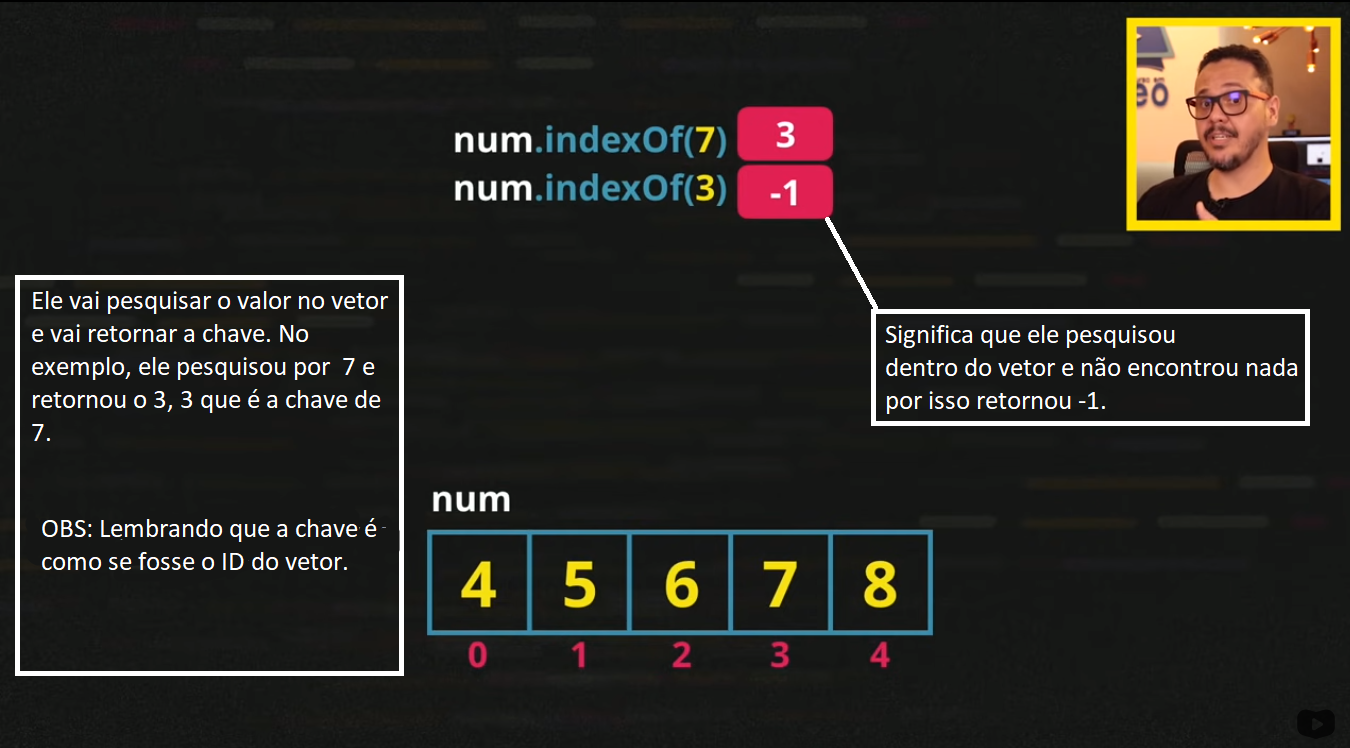 num.indexOf(7) 3
num.indexOf(3) -1
Ele vai pesquisar o valor no vetor
e vai retornar a chave. No
exemplo, ele pesquisou por 7 e
retornou o 3, 3 que é a chave de
7.
OBS: Lembrando que a chave é
como se fosse o ID do vetor.
Significa que ele pesquisou
dentro do vetor e não encontrou nada
por isso retornou -1.
num
4 5 6 7 8
0 1 2 3 4